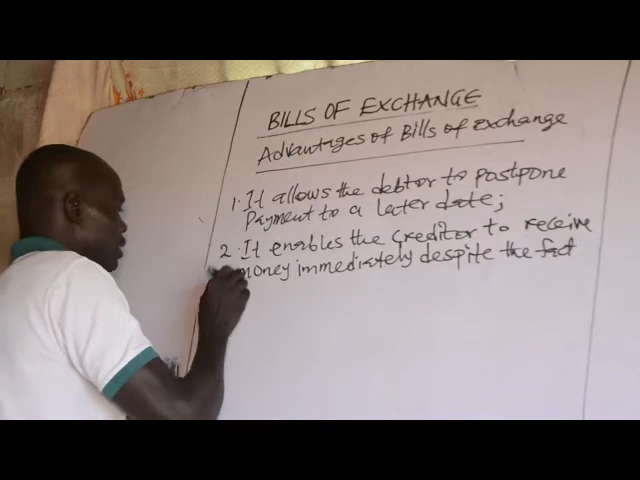 BILLS OF EXCHANGE
Advantages of Bills of Exchange
1. It allows the debtor to postpone
Payment to a later date;
2. It enables the creditor to receive
money immediately despite the fact